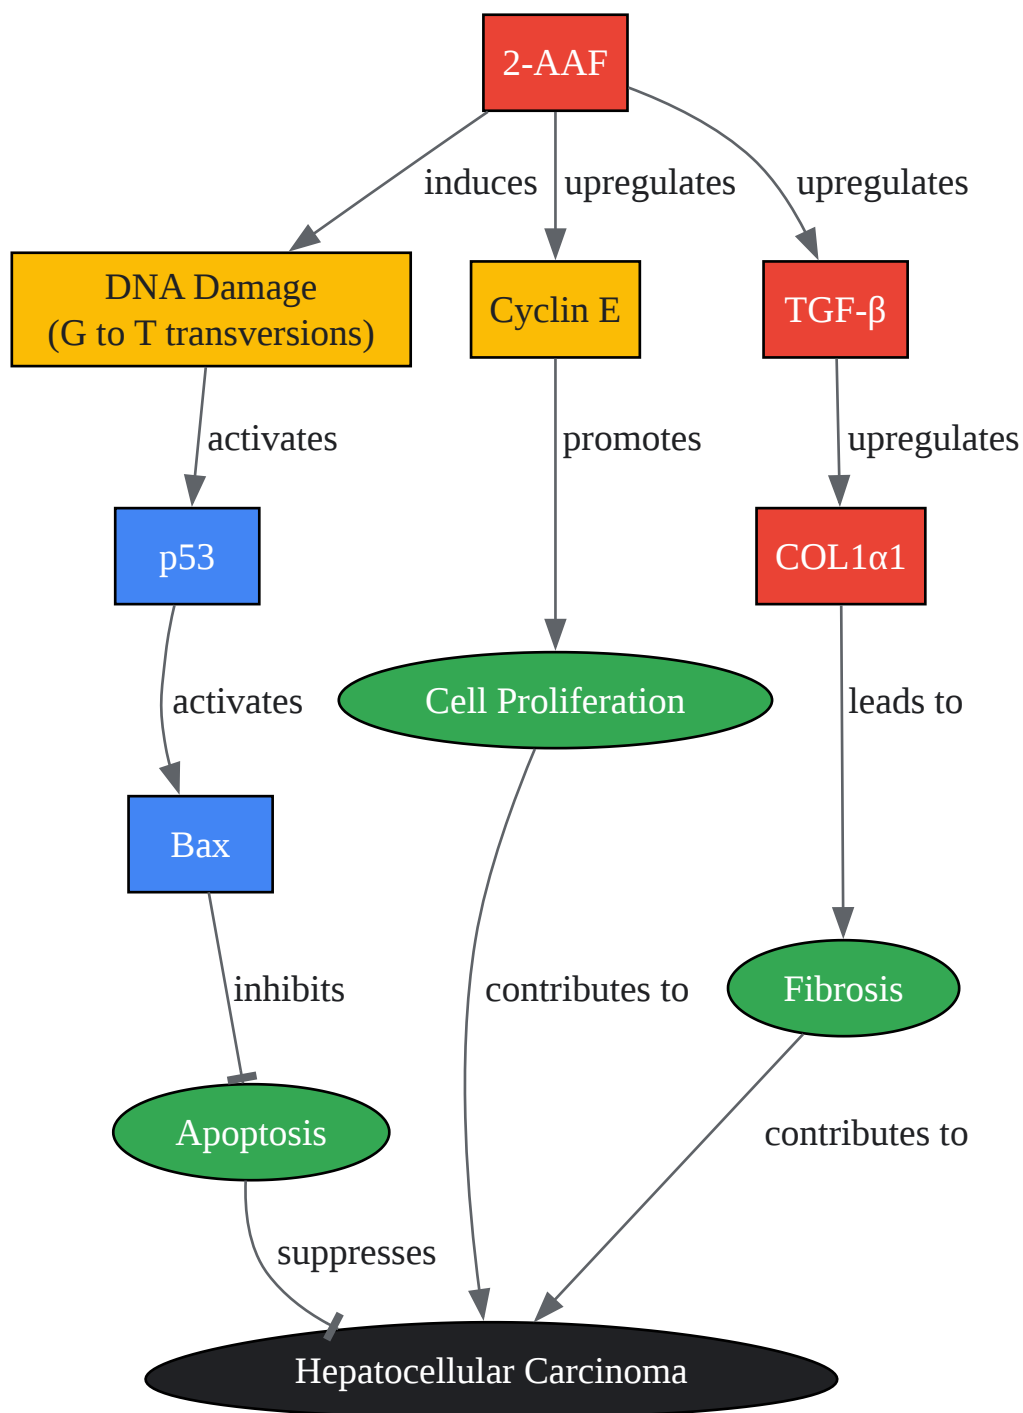 2-AAF
induces
upregulates
upregulates
DNA Damage
(G to T transversions)
Cyclin E
TGF-β
activates
promotes
upregulates
p53
COL1α1
activates
Cell Proliferation
leads to
Bax
inhibits
contributes to
Fibrosis
Apoptosis
contributes to
suppresses
Hepatocellular Carcinoma